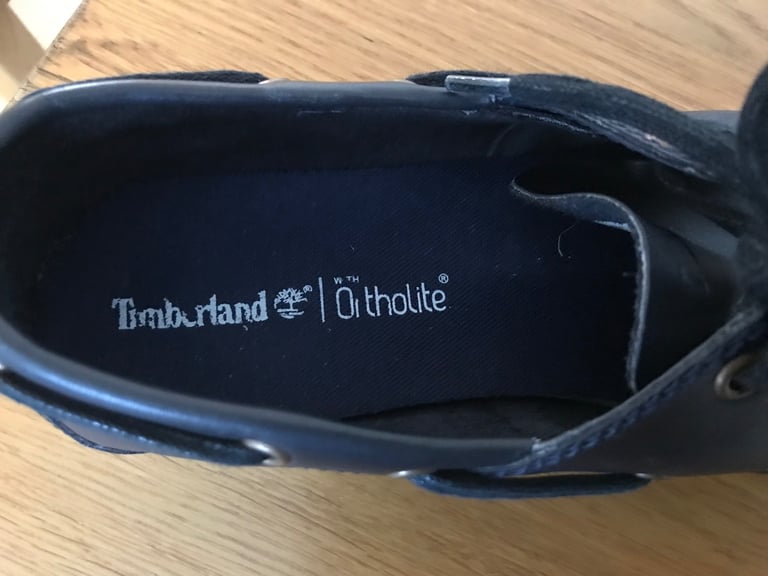 Timberland ® | WITH
Ortholite®